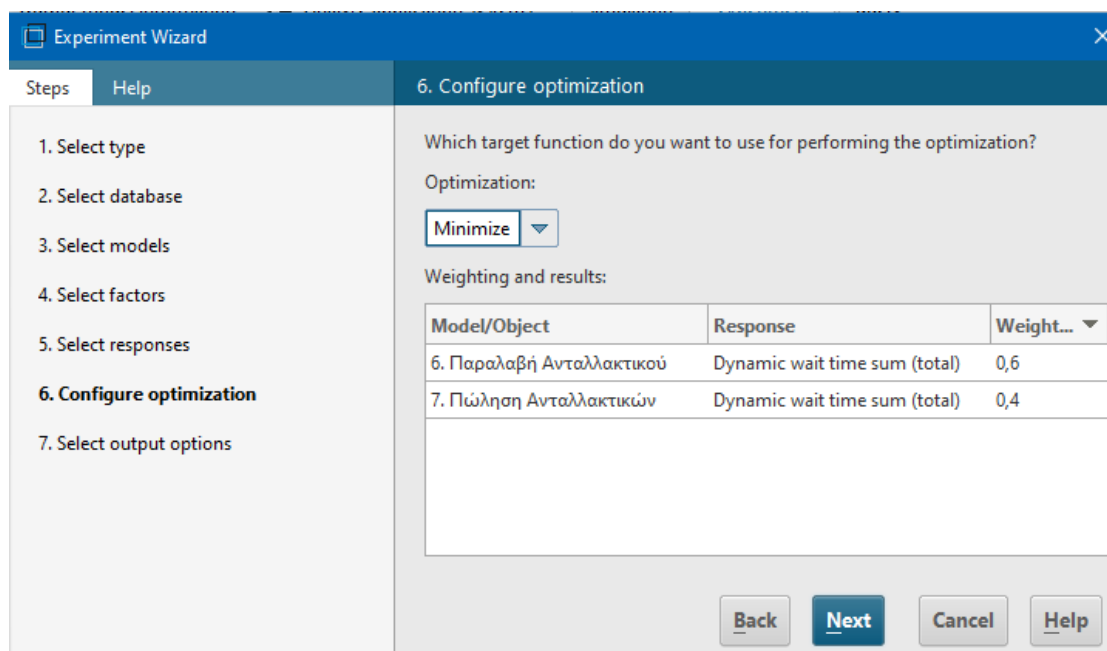 Experiment Wizard
Steps Help
1. Select type
2. Select database
3. Select models
4. Select factors
5. Select responses
6. Configure optimization
7. Select output options
6. Configure optimization
Which target function do you want to use for performing the optimization?
Optimization:
Minimize
Weighting and results:
Model/Object Response Weight...
6. Παραλαβή Ανταλλακτικού Dynamic wait time sum (total) 0,6
7. Πώληση Ανταλλακτικών Dynamic wait time sum (total) 0,4
Back Next Cancel Help